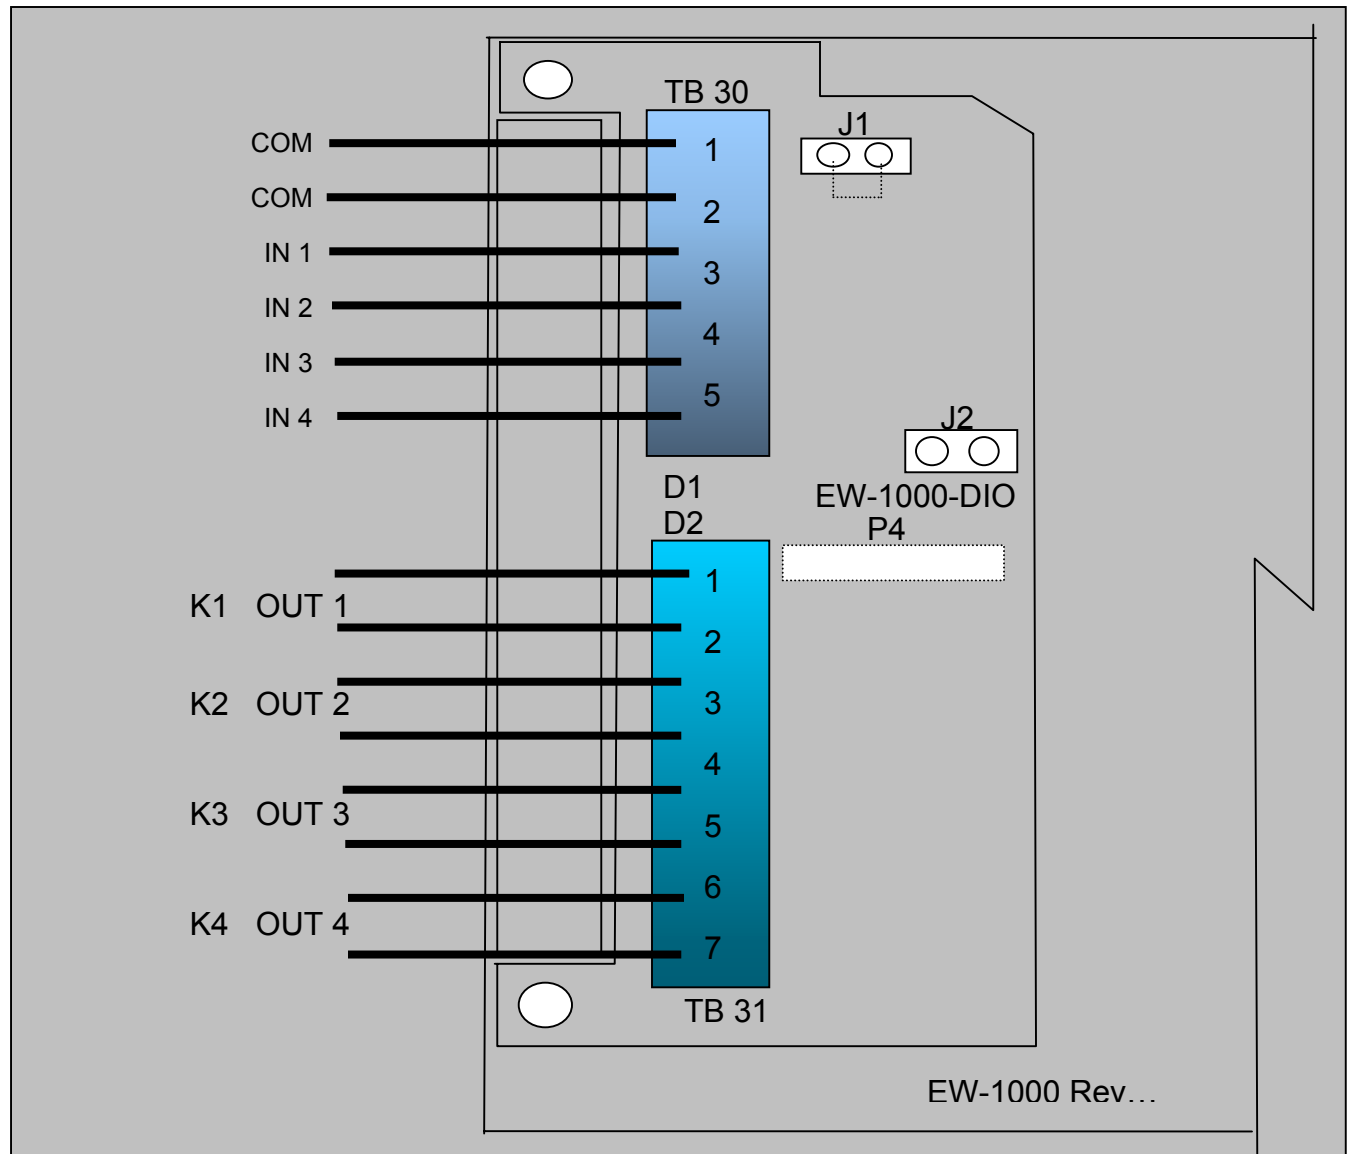 TB 30
J1
COM
COM
IN 1
IN 2
IN 3
IN 4
1
2
3
4
5
J2
D1
D2
EW-1000-DIO
P4
K1 OUT 1
K2 OUT 2
K3 OUT 3
K4 OUT 4
1
2
3
4
5
6
7
TB 31
EW-1000 Rev…